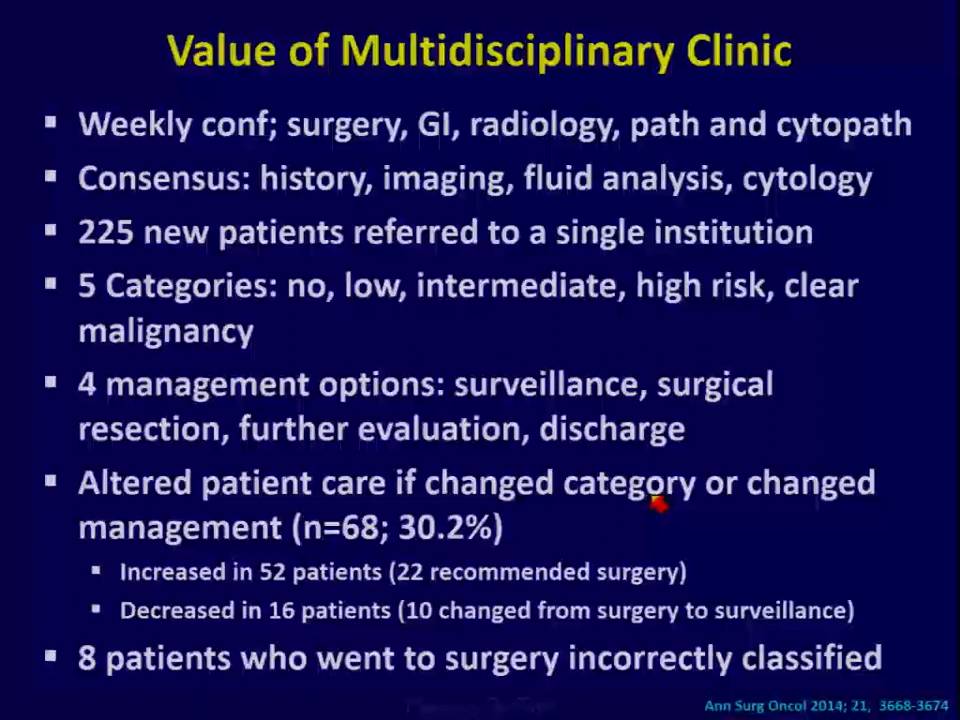 Value of Multidisciplinary Clinic
▪ Weekly conf; surgery, GI, radiology, path and cytopath
▪ Consensus: history, imaging, fluid analysis, cytology
▪ 225 new patients referred to a single institution
▪ 5 Categories: no, low, intermediate, high risk, clear
malignancy
▪ 4 management options: surveillance, surgical
resection, further evaluation, discharge
▪ Altered patient care if changed category or changed
management (n=68; 30.2%)
▪ Increased in 52 patients (22 recommended surgery)
▪ Decreased in 16 patients (10 changed from surgery to surveillance)
▪ 8 patients who went to surgery incorrectly classified
Ann Surg Oncol 2014; 21, 3668-3674